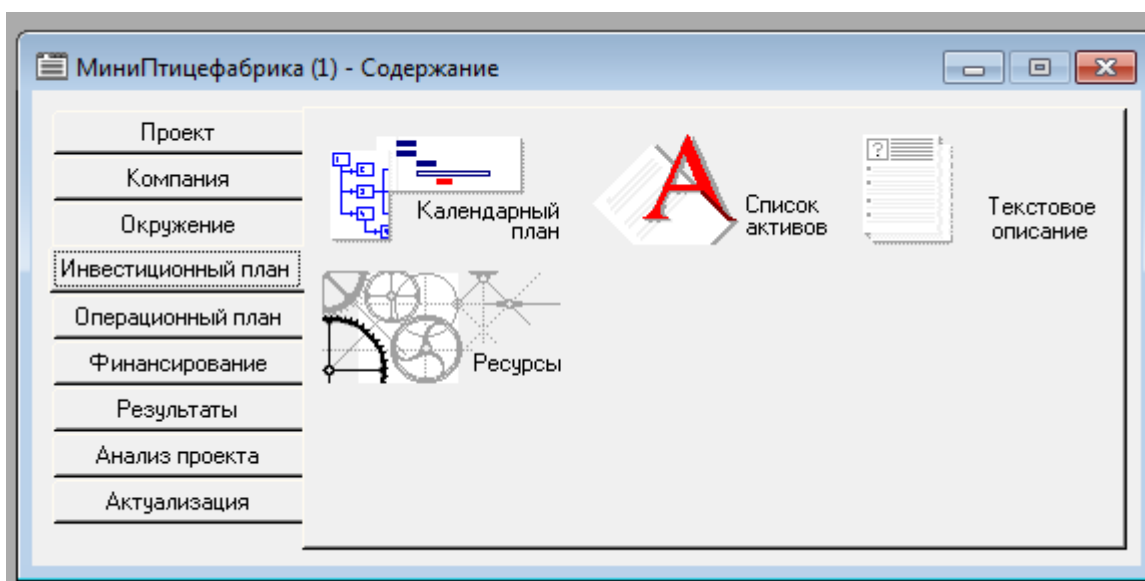 МиниПтицефабрика (1) - Содержание
Проект
Компания
Окружение
Инвестиционный план
Операционный план
Финансирование
Результаты
Анализ проекта
Актуализация
Календарный
план
Список
активов
?
Текстовое
описание
Ресурсы